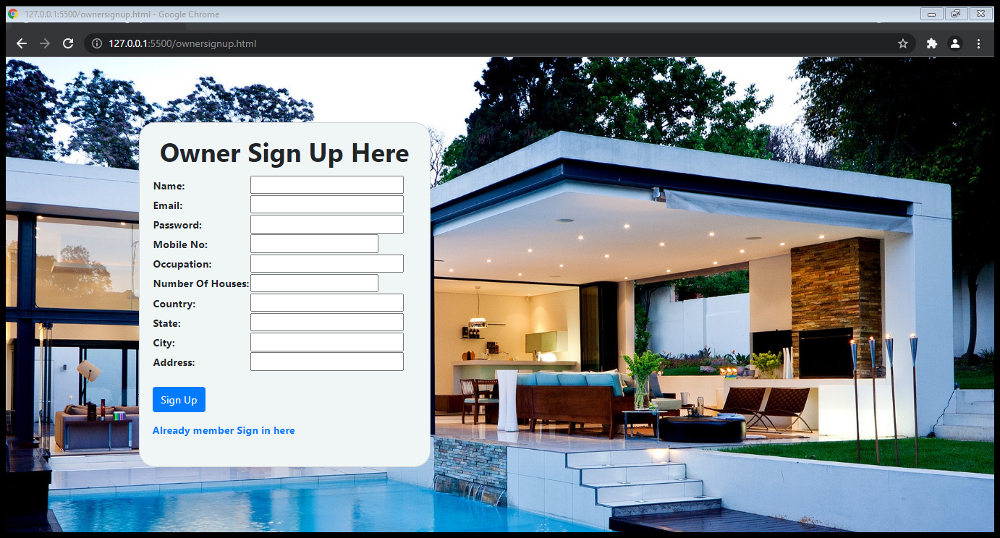 127.0.0.1:5500/ownersignup.html - Google Chrome
127.0.0.1:5500/ownersignup.html
Owner Sign Up Here
Name:
Email:
Password:
Mobile No:
Occupation:
Number Of Houses:
Country:
State:
City:
Address:
Sign Up
Already member Sign in here